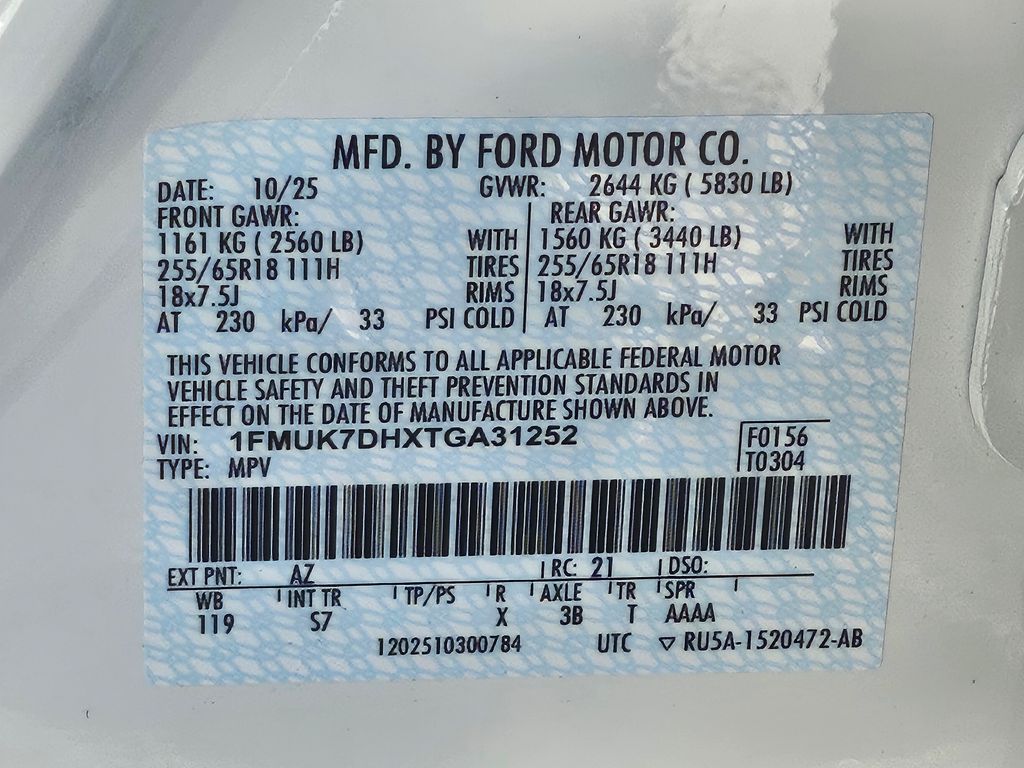 MFD. BY FORD MOTOR CO.
DATE: 10/25 GVWR: 2644 KG ( 5830 LB)
FRONT GAWR: REAR GAWR:
1161 KG ( 2560 LB) WITH 1560 KG ( 3440 LB) WITH
255/65R18 111H TIRES 255/65R18 111H TIRES
18x7.5J RIMS 18x7.5J RIMS
AT 230 kPa/ 33 PSI COLD AT 230 kPa/ 33 PSI COLD
THIS VEHICLE CONFORMS TO ALL APPLICABLE FEDERAL MOTOR
VEHICLE SAFETY AND THEFT PREVENTION STANDARDS IN
EFFECT ON THE DATE OF MANUFACTURE SHOWN ABOVE.
VIN: 1FMUK7DHXTGA31252 F0156
TYPE: MPV T0304
EXT PNT: AZ RC: 21 DSO:
WB INT TR TP/PS R AXLE TR SPR
119 S7 X 3B T AAAA
1202510300784 UTC ▽ RU5A-1520472-AB